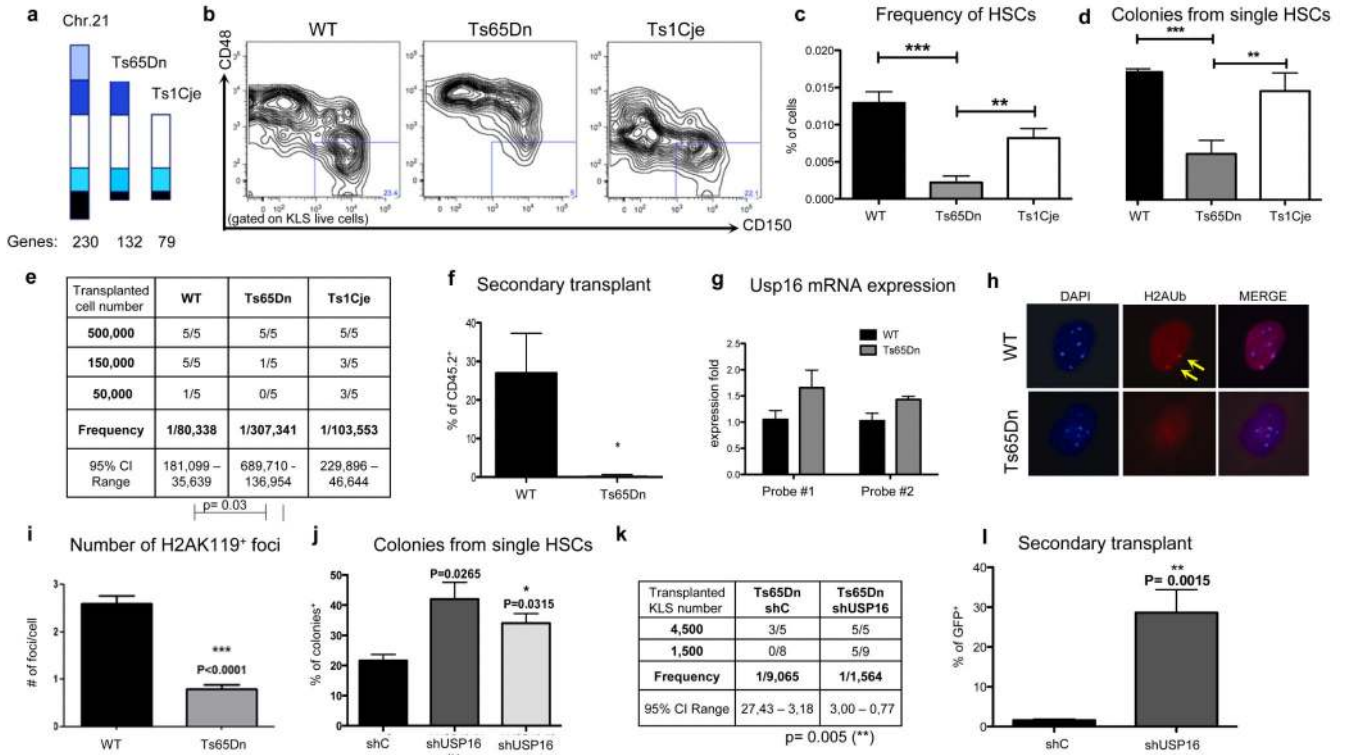 a
Chr.21
Ts65Dn
Ts1Cje
Genes: 230 132 79
b
WT
Ts65Dn
Ts1Cje
CD48
(gated on KLS live cells)
CD150
23.4
22.1
c
Frequency of HSCs
% of cells
0.020
0.015
0.010
0.005
0.000
***
**
WT Ts65Dn Ts1Cje
d
Colonies from single HSCs
***
**
WT Ts65Dn Ts1Cje
e
Transplanted cell number WT Ts65Dn Ts1Cje
500,000 5/5 5/5 5/5
150,000 5/5 1/5 3/5
50,000 1/5 0/5 3/5
Frequency 1/80,338 1/307,341 1/103,553
95% CI Range 181,099 – 35,639 689,710 - 136,954 229,896 – 46,644
p= 0.03
f
Secondary transplant
% of CD45.2+
40
30
20
10
0
*
WT Ts65Dn
g
Usp16 mRNA expression
WT
Ts65Dn
expression fold
2.5
2.0
1.5
1.0
0.5
0.0
Probe #1 Probe #2
h
DAPI H2AUb MERGE
WT
Ts65Dn
i
Number of H2AK119+ foci
# of foci/cell
3
2
1
0
***
P<0.0001
WT Ts65Dn
j
Colonies from single HSCs
% of colonies+
50
40
30
20
10
0
P=0.0265
*
P=0.0315
shC shUSP16 shUSP16
k
Transplanted KLS number Ts65Dn shC Ts65Dn shUSP16
4,500 3/5 5/5
1,500 0/8 5/9
Frequency 1/9,065 1/1,564
95% CI Range 27,43 – 3,18 3,00 – 0,77
p= 0.005 (**)
l
Secondary transplant
% of GFP+
40
30
20
10
0
**
P= 0.0015
shC shUSP16